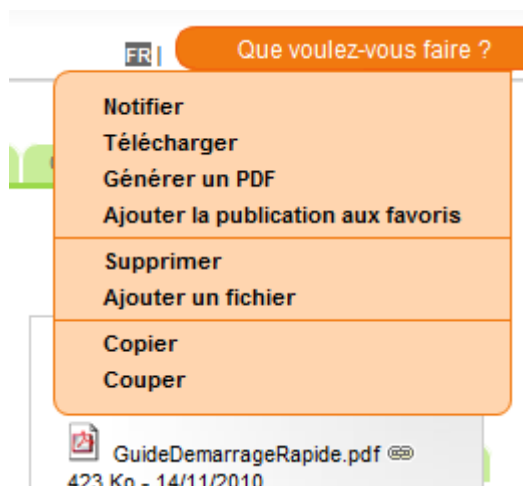 FR |
Que voulez-vous faire ?
Notifier
Télécharger
Générer un PDF
Ajouter la publication aux favoris
Supprimer
Ajouter un fichier
Copier
Couper
GuideDemarrageRapide.pdf
423 Ko - 14/11/2010